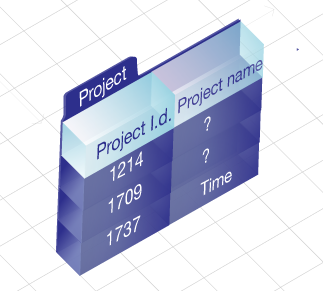 Project
Project I.d. Project name
1214 ?
1709 ?
1737 Time